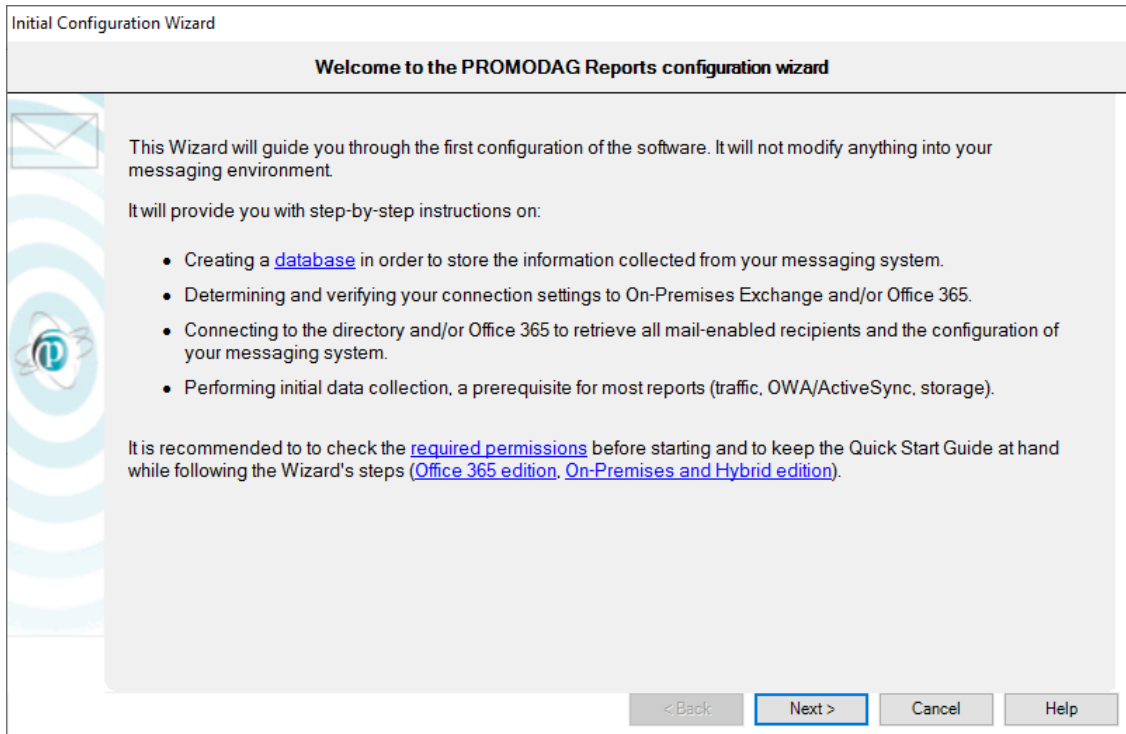 Initial Configuration Wizard
Welcome to the PROMODAG Reports configuration wizard
This Wizard will guide you through the first configuration of the software. It will not modify anything into your
messaging environment.
It will provide you with step-by-step instructions on:
• Creating a database in order to store the information collected from your messaging system.
• Determining and verifying your connection settings to On-Premises Exchange and/or Office 365.
• Connecting to the directory and/or Office 365 to retrieve all mail-enabled recipients and the configuration of
your messaging system.
• Performing initial data collection, a prerequisite for most reports (traffic, OWA/ActiveSync, storage).
p
It is recommended to to check the required permissions before starting and to keep the Quick Start Guide at hand
while following the Wizard's steps (Office 365 edition, On-Premises and Hybrid edition).
< Back
Next >
Cancel
Help